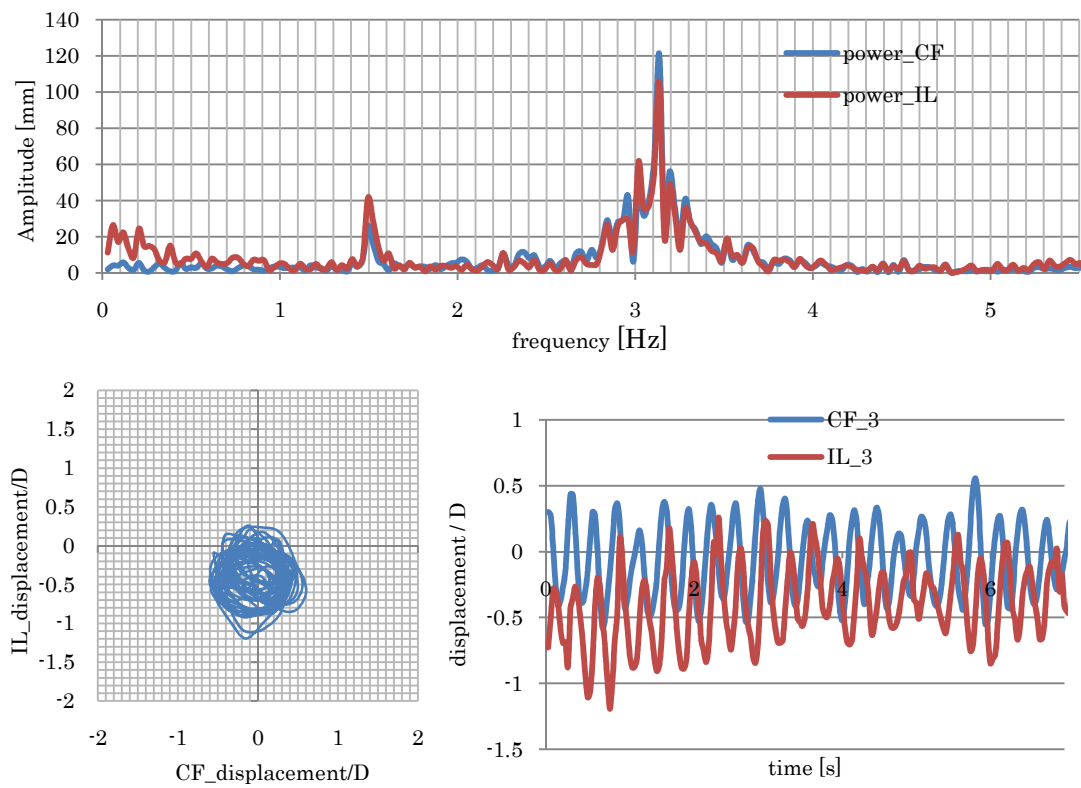 140
120
100
80
60
40
20
0
Amplitude [mm]
power_CF
power_IL
0 1 2 3 4 5
frequency [Hz]
2
1.5
1
0.5
0
-0.5
-1
-1.5
-2
IL_displacement/D
-2 -1 0 1 2
CF_displacement/D
1
0.5
0
-0.5
-1
-1.5
displacement / D
CF_3
IL_3
0 2 4 6
time [s]